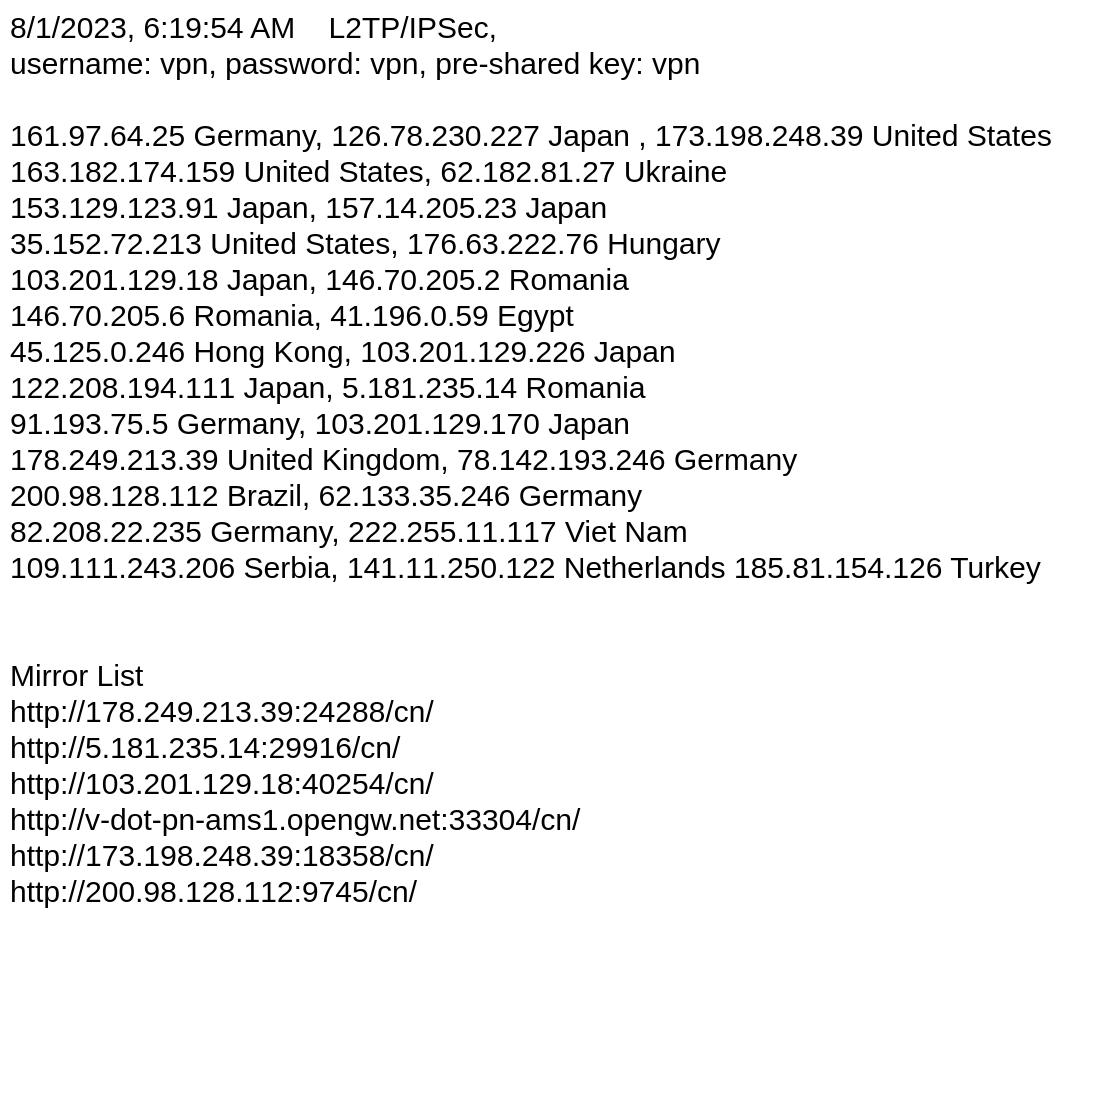 8/1/2023, 6:19:54 AM    L2TP/IPSec,
username: vpn, password: vpn, pre-shared key: vpn
161.97.64.25 Germany, 126.78.230.227 Japan , 173.198.248.39 United States
163.182.174.159 United States, 62.182.81.27 Ukraine
153.129.123.91 Japan, 157.14.205.23 Japan
35.152.72.213 United States, 176.63.222.76 Hungary
103.201.129.18 Japan, 146.70.205.2 Romania
146.70.205.6 Romania, 41.196.0.59 Egypt
45.125.0.246 Hong Kong, 103.201.129.226 Japan
122.208.194.111 Japan, 5.181.235.14 Romania
91.193.75.5 Germany, 103.201.129.170 Japan
178.249.213.39 United Kingdom, 78.142.193.246 Germany
200.98.128.112 Brazil, 62.133.35.246 Germany
82.208.22.235 Germany, 222.255.11.117 Viet Nam
109.111.243.206 Serbia, 141.11.250.122 Netherlands 185.81.154.126 Turkey
Mirror List
http://178.249.213.39:24288/cn/
http://5.181.235.14:29916/cn/
http://103.201.129.18:40254/cn/
http://v-dot-pn-ams1.opengw.net:33304/cn/
http://173.198.248.39:18358/cn/
http://200.98.128.112:9745/cn/